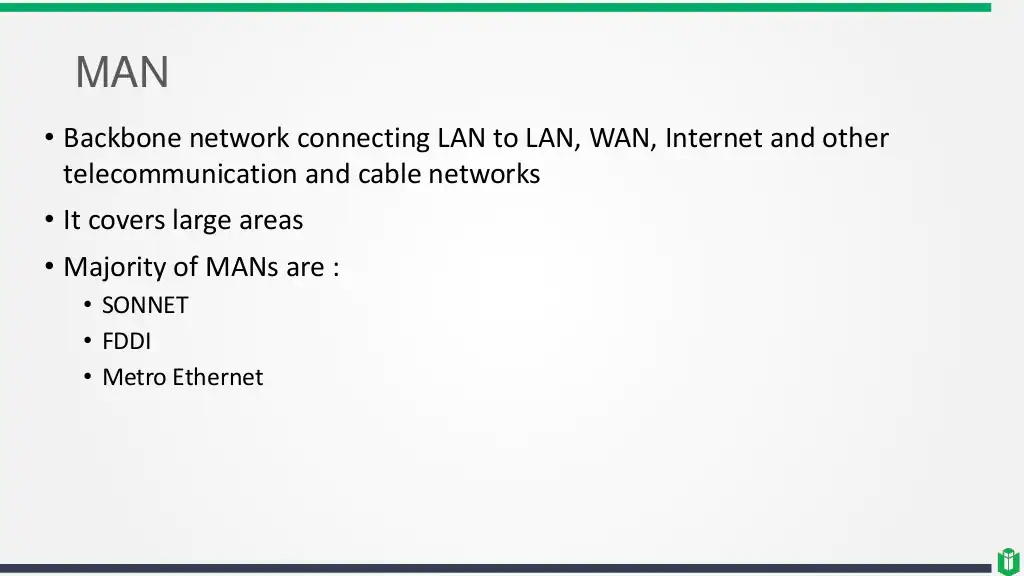 MAN
• Backbone network connecting LAN to LAN, WAN, Internet and other
telecommunication and cable networks
• It covers large areas
• Majority of MANs are :
• SONNET
• FDDI
• Metro Ethernet